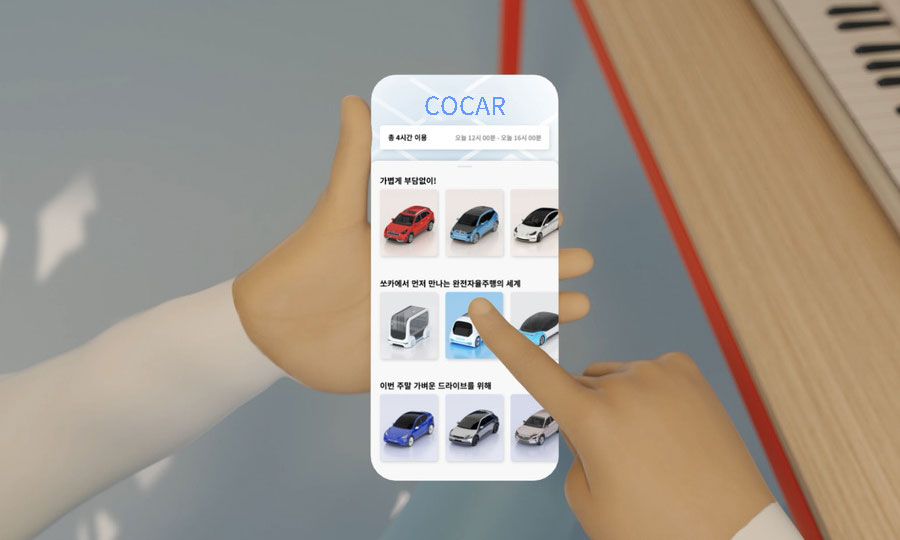 COCAR
총 4시간 이용
오늘 12시 00분 - 오늘 16시 00분
가볍게 부담없이!
쏘카에서 먼저 만나는 완전자율주행의 세계
이번 주말 가벼운 드라이브를 위해